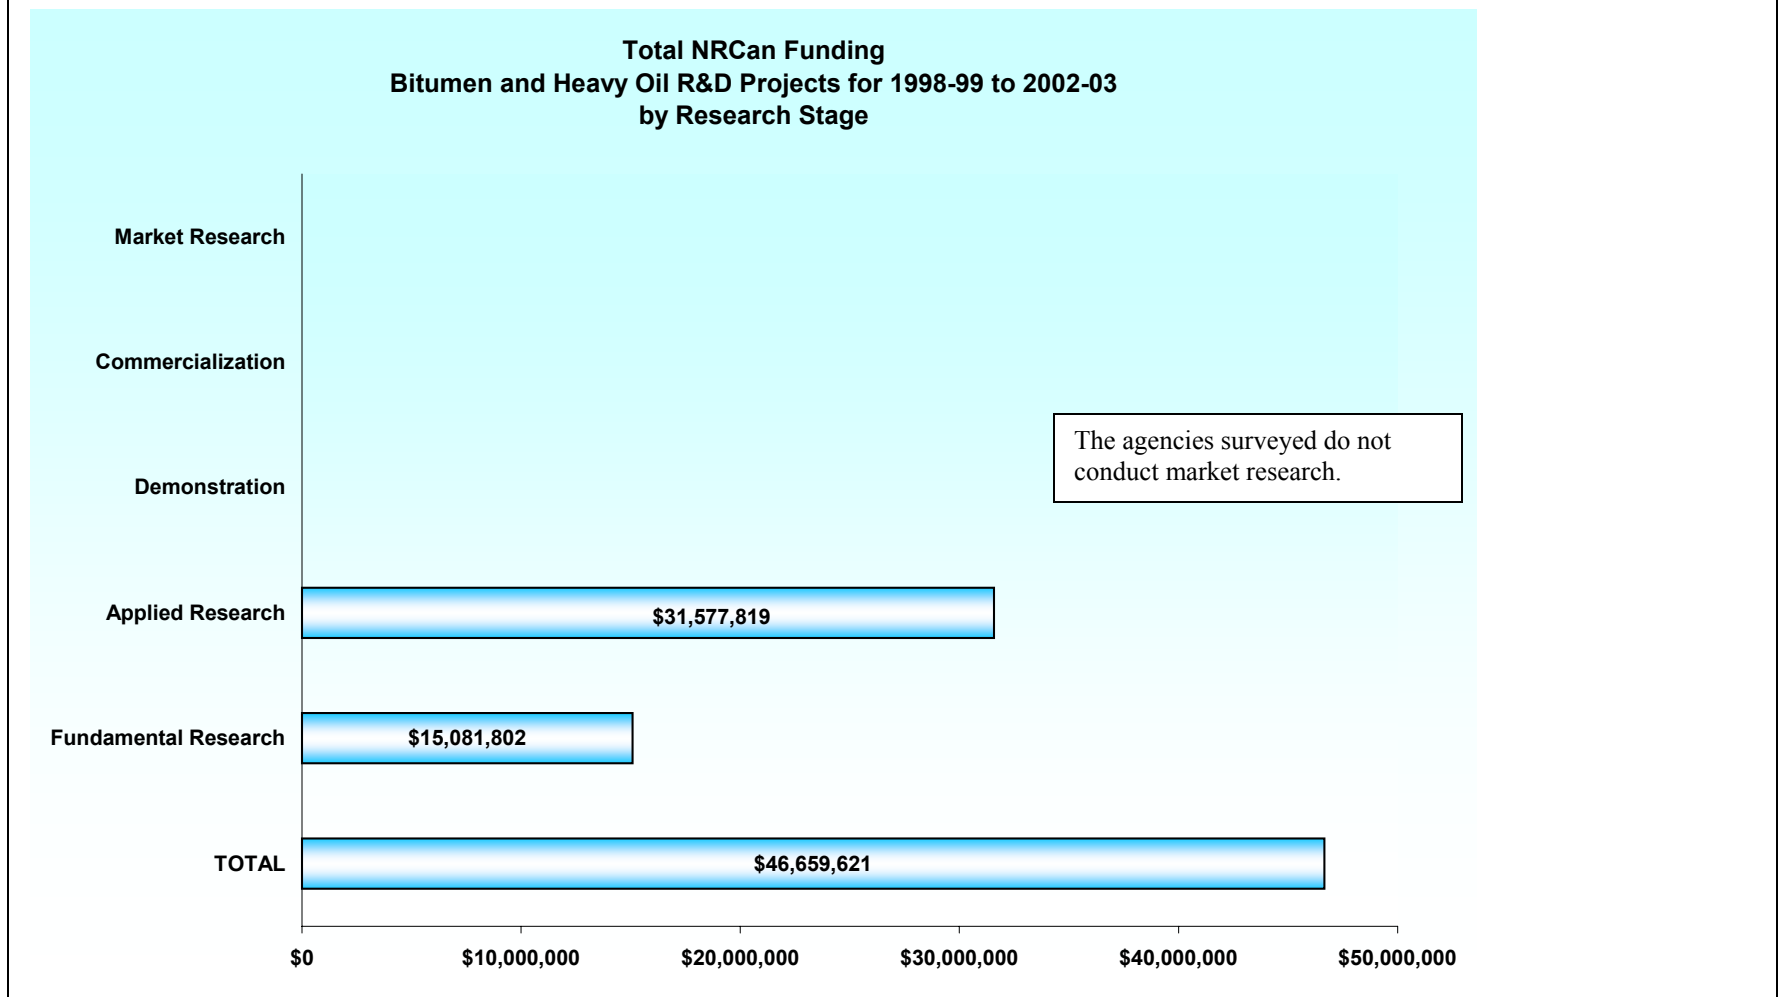 Total NRCan Funding
Bitumen and Heavy Oil R&D Projects for 1998-99 to 2002-03
by Research Stage
Market Research
Commercialization
The agencies surveyed do not
conduct market research.
Demonstration
Applied Research
$31,577,819
Fundamental Research
$15,081,802
TOTAL
$46,659,621
$0
$10,000,000
$20,000,000
$30,000,000
$40,000,000
$50,000,000